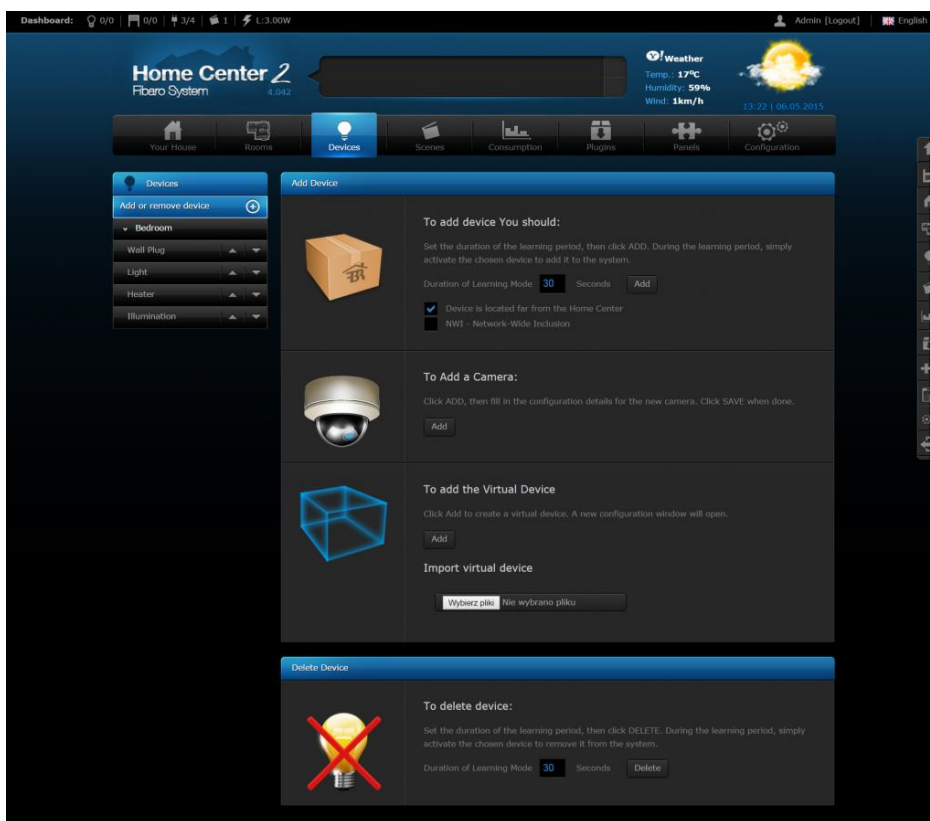 Dashboard: 0/0 0/0 3/4 1 L:3.00W Admin [Logout] English
Home Center 2
Fibaro System 4.042
Y! Weather
Temp.: 17°C
Humidity: 59%
Wind: 1km/h
13:22 | 06.05.2015
Your House Rooms Devices Scenes Consumption Plugins Panels Configuration
Devices
Add or remove device
Bedroom
Wall Plug
Light
Heater
Illumination
Add Device
To add device You should:
Set the duration of the learning period, then click ADD. During the learning period, simply
activate the chosen device to add it to the system.
Duration of Learning Mode 30 Seconds Add
Device is located far from the Home Center
NWI - Network-Wide Inclusion
To Add a Camera:
Click ADD, then fill in the configuration details for the new camera. Click SAVE when done.
Add
To add the Virtual Device
Click Add to create a virtual device. A new configuration window will open.
Add
Import virtual device
Wybierz pliki Nie wybrano pliku
Delete Device
To delete device:
Set the duration of the learning period, then click DELETE. During the learning period, simply
activate the chosen device to remove it from the system.
Duration of Learning Mode 30 Seconds Delete